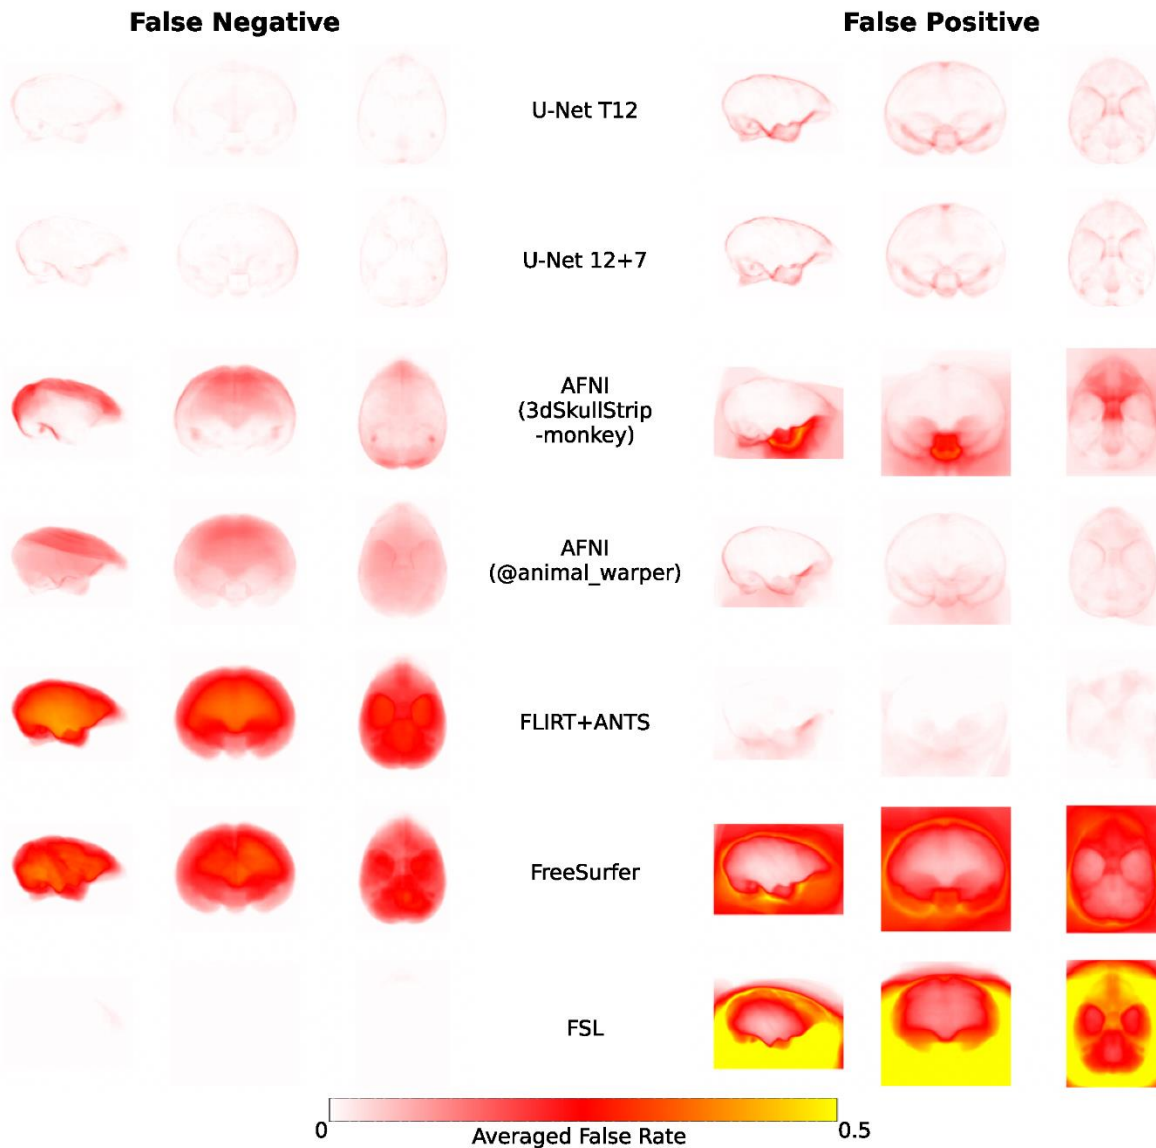 False Negative
False Positive
U-Net T12
U-Net 12+7
AFNI
(3dSkullStrip
-monkey)
AFNI
(@animal_warper)
FLIRT+ANTS
FreeSurfer
FSL
0
0.5
Averaged False Rate